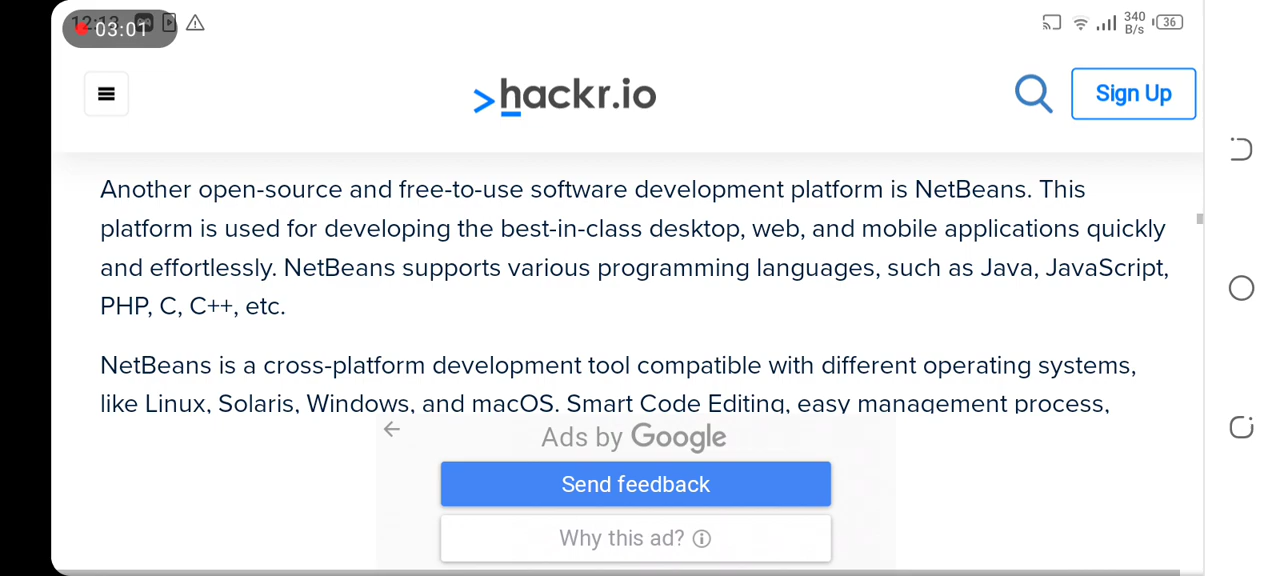 12:13
03:01
340
B/s
36
>hackr.io
Sign Up
Another open-source and free-to-use software development platform is NetBeans. This
platform is used for developing the best-in-class desktop, web, and mobile applications quickly
and effortlessly. NetBeans supports various programming languages, such as Java, JavaScript,
PHP, C, C++, etc.
NetBeans is a cross-platform development tool compatible with different operating systems,
like Linux, Solaris, Windows, and macOS. Smart Code Editing, easy management process,
Ads by Google
Send feedback
Why this ad?